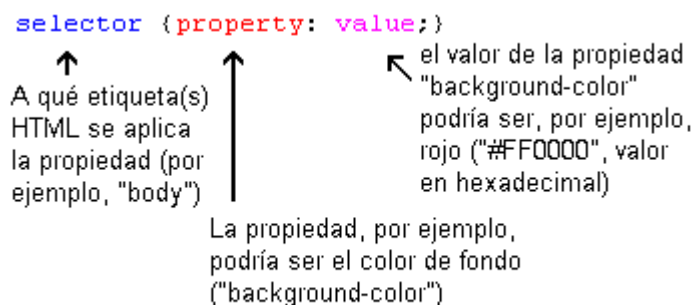 selector {property: value;}
A qué etiqueta(s)
HTML se aplica
la propiedad (por
ejemplo, "body")
el valor de la propiedad
"background-color"
podría ser, por ejemplo,
rojo ("#FF0000", valor
en hexadecimal)
La propiedad, por ejemplo,
podría ser el color de fondo
("background-color")